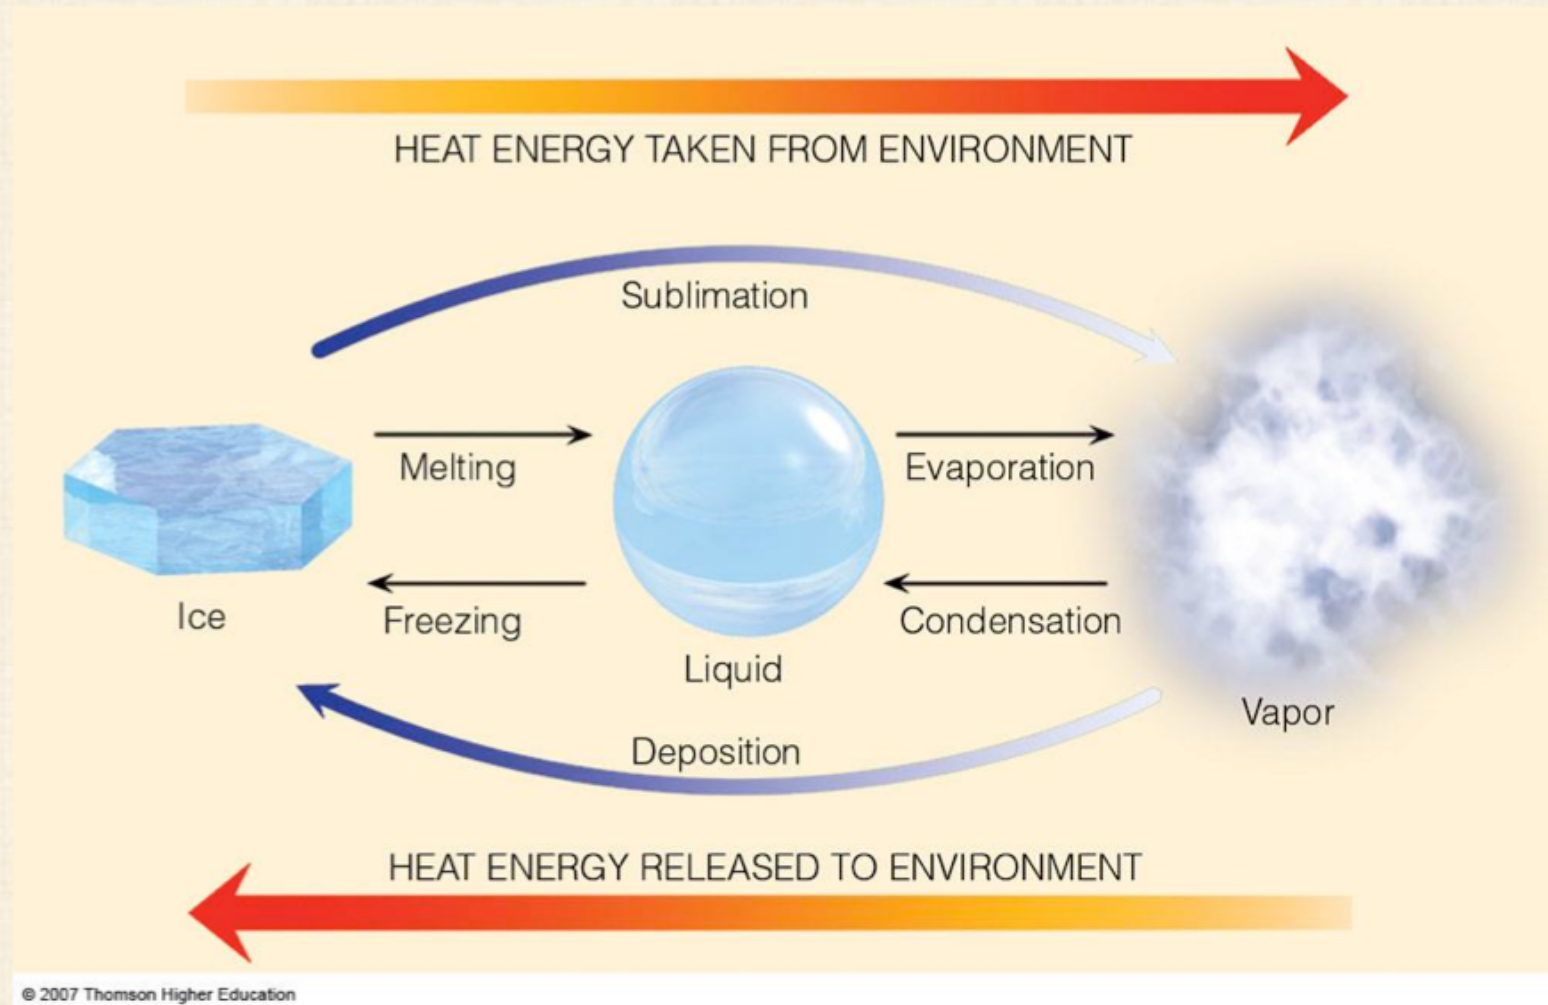 HEAT ENERGY TAKEN FROM ENVIRONMENT
Sublimation
Melting
Evaporation
Ice
Freezing
Condensation
Liquid
Vapor
Deposition
HEAT ENERGY RELEASED TO ENVIRONMENT
© 2007 Thomson Higher Education